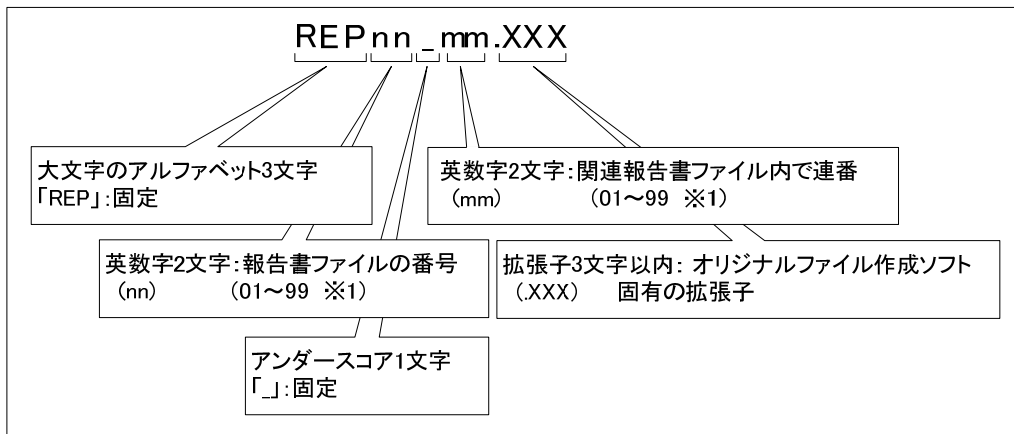 REPnn_mm.XXX
大文字のアルファベット3文字
「REP」:固定
英数字2文字:関連報告書ファイル内で連番
(mm) (01~99 ※1)
英数字2文字:報告書ファイルの番号
(nn) (01~99 ※1)
拡張子3文字以内: オリジナルファイル作成ソフト
(.XXX) 固有の拡張子
アンダースコア1文字
「_」:固定